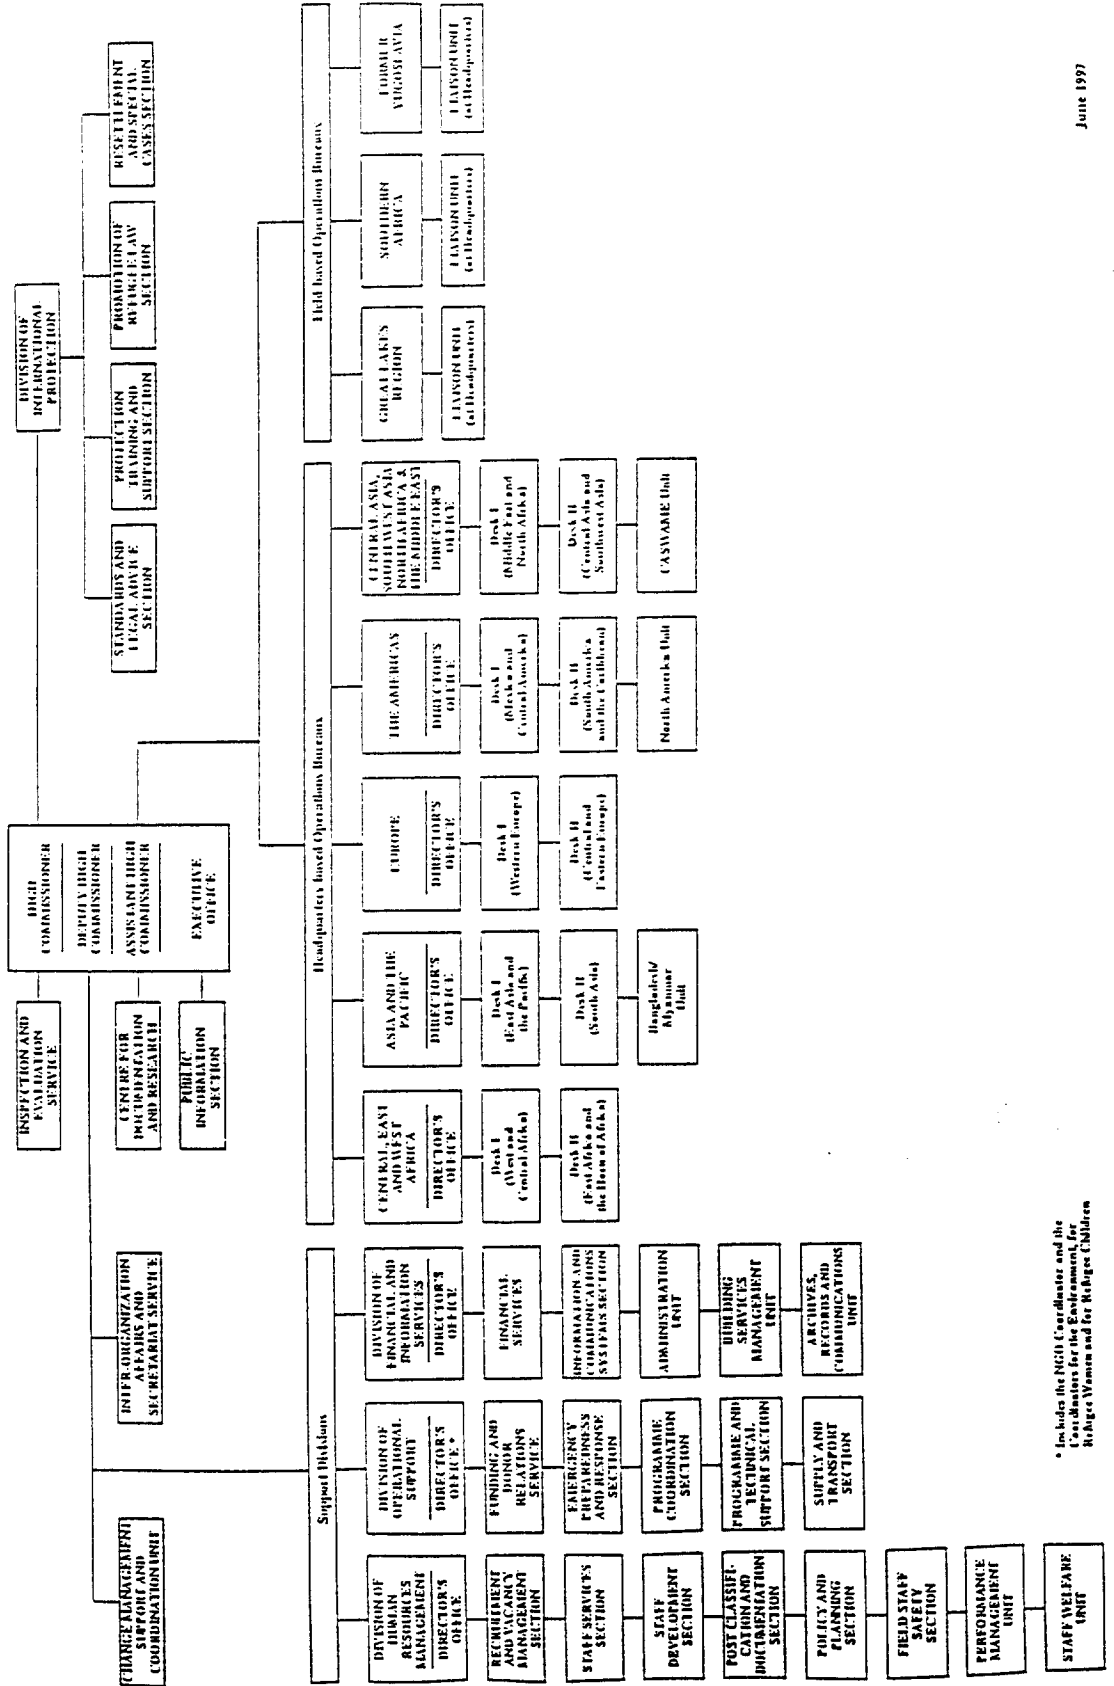 HIGH
COMMISSIONER
DEPUTY HIGH
COMMISSIONER
ASSISTANT HIGH
COMMISSIONER
EXECUTIVE
OFFICE
INSPECTION AND
EVALUATION
SERVICE
CENTRE FOR
DOCUMENTATION
AND RESEARCH
PUBLIC
INFORMATION
SECTION
DIVISION OF
INTERNATIONAL
PROTECTION
STANDARDS AND
LEGAL ADVICE
SECTION
PROTECTION
TRAINING AND
SUPPORT SECTION
PROMOTION OF
REFUGEE LAW
SECTION
RESETTLEMENT
AND SPECIAL
CASES SECTION
CHANGE MANAGEMENT
SUPPORT AND
COORDINATION UNIT
INTER-ORGANIZATION
AFFAIRS AND
SECRETARIAT SERVICE
Support Divisions
DIVISION OF
HUMAN
RESOURCES
MANAGEMENT
DIRECTOR'S
OFFICE
RECRUITMENT
AND VACANCY
MANAGEMENT
SECTION
STAFF SERVICES
SECTION
STAFF
DEVELOPMENT
SECTION
POST CLASSIFI-
CATION AND
DOCUMENTATION
SECTION
POLICY AND
PLANNING
SECTION
FIELD STAFF
SAFETY
SECTION
PERFORMANCE
MANAGEMENT
UNIT
STAFF WELFARE
UNIT
DIVISION OF
OPERATIONAL
SUPPORT
DIRECTOR'S
OFFICE *
FUNDING AND
DONOR
RELATIONS
SERVICE
EMERGENCY
PREPAREDNESS
AND RESPONSE
SECTION
PROGRAMME
COORDINATION
SECTION
PROGRAMME AND
TECHNICAL
SUPPORT SECTION
SUPPLY AND
TRANSPORT
SECTION
DIVISION OF
FINANCIAL AND
INFORMATION
SERVICES
DIRECTOR'S
OFFICE
FINANCIAL
SERVICES
INFORMATION AND
COMMUNICATIONS
SYSTEMS SECTION
ADMINISTRATION
UNIT
BUILDING
SERVICES
MANAGEMENT
UNIT
ARCHIVES,
RECORDS AND
COMMUNICATIONS
UNIT
Headquarters based Operations Bureaux
CENTRAL, EAST
AND WEST
AFRICA
DIRECTOR'S
OFFICE
Desk I
(West and
Central Africa)
Desk II
(East Africa and
the Horn of Africa)
ASIA AND THE
PACIFIC
DIRECTOR'S
OFFICE
Desk I
(East Asia and
the Pacific)
Desk II
(South Asia)
Bangladesh/
Myanmar
Unit
EUROPE
DIRECTOR'S
OFFICE
Desk I
(Western Europe)
Desk II
(Central and
Eastern Europe)
THE AMERICAS
DIRECTOR'S
OFFICE
Desk I
(Mexico and
Central America)
Desk II
(South America
and the Caribbean)
North America Unit
CENTRAL ASIA,
SOUTH WEST ASIA
NORTH AFRICA &
THE MIDDLE EAST
DIRECTOR'S
OFFICE
Desk I
(Middle East and
North Africa)
Desk II
(Central Asia and
Southwest Asia)
CASWAME Unit
Field based Operations Bureaux
GREAT LAKES
REGION
LIAISON UNIT
(at Headquarters)
SOUTHERN
AFRICA
LIAISON UNIT
(at Headquarters)
FORMER
YUGOSLAVIA
LIAISON UNIT
(at Headquarters)
* Includes the NGO Coordinator and the
Coordinators for the Environment, for
Refugee Women and for Refugee Children
June 1997